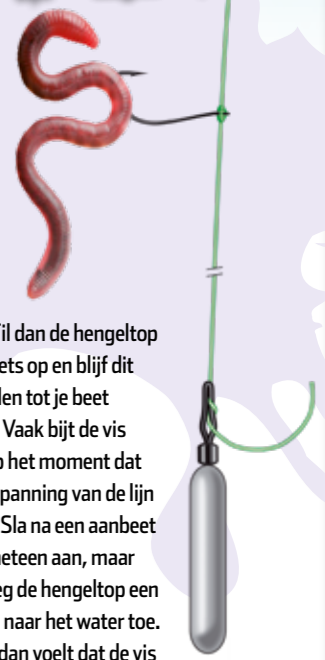 dan de hengeltop
op en blijf dit
tot je beet
Vaak bijt de vis
het moment dat
van de lijn
Sla na een aanbeet
aan, maar
de hengeltop een
naar het water toe.
dan voelt dat de vis